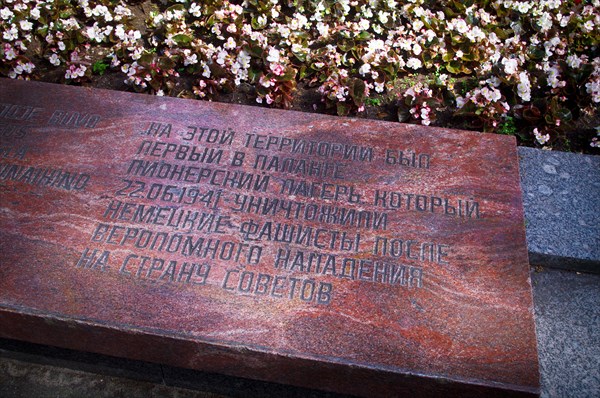 НА ЭТОЙ ТЕРРИТОРИИ БЫЛ
ПЕРВЫЙ В ПАЛАНГЕ
ПИОНЕРСКИЙ ЛАГЕРЬ КОТОРЫЙ
22.06.1941 УНИЧТОЖИЛИ
НЕМЕЦКИЕ ФАШИСТЫ ПОСЛЕ
ВЕРОЛОМНОГО НАПАДЕНИЯ
НА СТРАНУ СОВЕТОВ